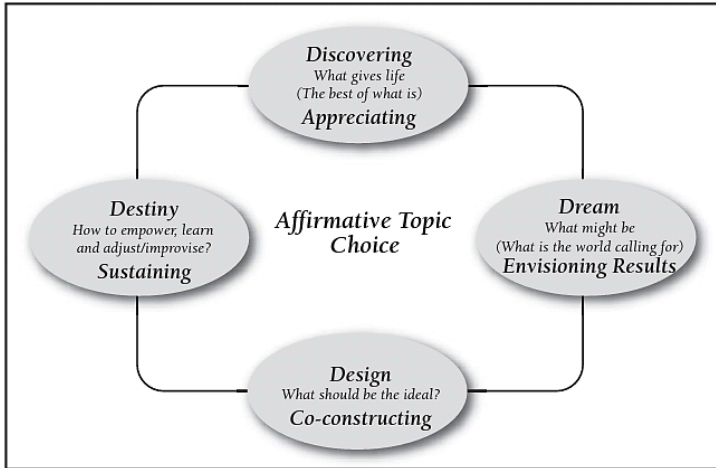 Discovering
What gives life
(The best of what is)
Appreciating
Destiny
How to empower, learn
and adjust/improvise?
Sustaining
Affirmative Topic
Choice
Dream
What might be
(What is the world calling for)
Envisioning Results
Design
What should be the ideal?
Co-constructing